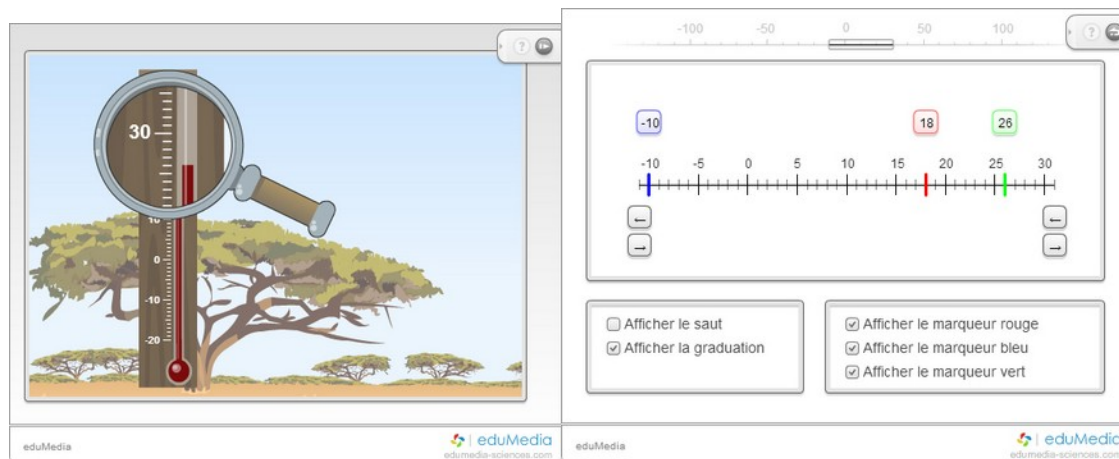 ?
30
10
0
-10
-20
eduMedia
eduMedia
edumedia-sciences.com
-100 -50 0 50 100
?
-10 18 26
-10 -5 0 5 10 15 20 25 30
← ←
→ →
Afficher le saut
Afficher la graduation
Afficher le marqueur rouge
Afficher le marqueur bleu
Afficher le marqueur vert
eduMedia
eduMedia
edumedia-sciences.com